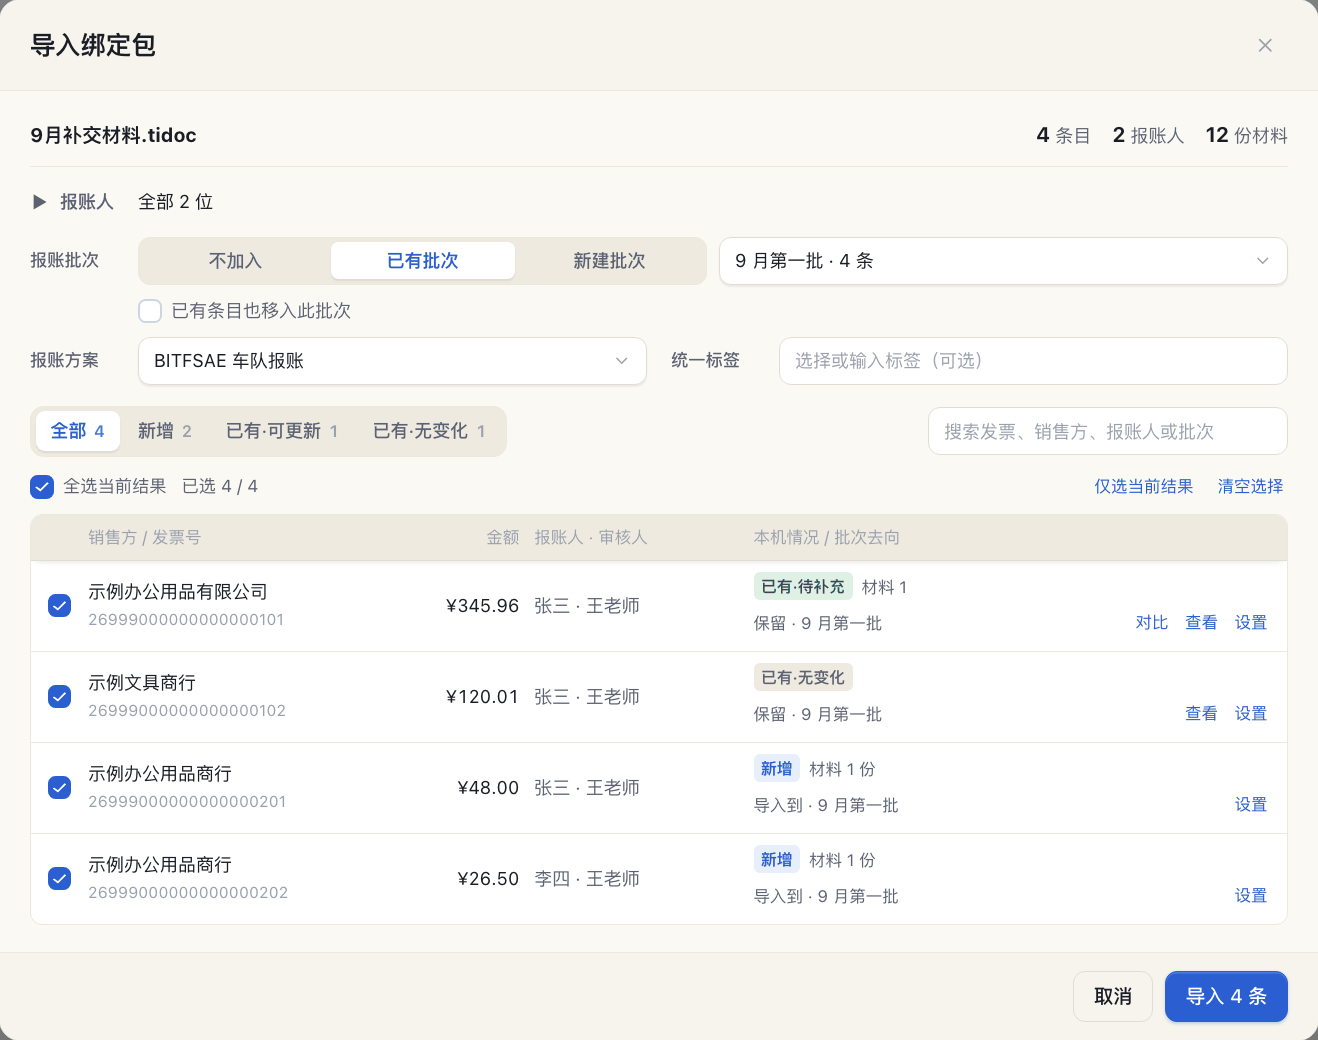 导入绑定包
9月补交材料.tidoc
4 条目 2 报账人 12 份材料
报账人 全部 2 位
报账批次 不加入 已有批次 新建批次 9 月第一批 · 4 条
已有条目也移入此批次
报账方案 BITFSAE 车队报账 统一标签 选择或输入标签（可选）
全部 4 新增 2 已有·可更新 1 已有·无变化 1 搜索发票、销售方、报账人或批次
全选当前结果 已选 4 / 4 仅选当前结果 清空选择
销售方 / 发票号 金额 报账人 · 审核人 本机情况 / 批次去向
示例办公用品有限公司 ¥345.96 张三 · 王老师 已有·待补充 材料 1
26999000000000000101 保留 · 9 月第一批 对比 查看 设置
示例文具商行 ¥120.01 张三 · 王老师 已有·无变化
26999000000000000102 保留 · 9 月第一批 查看 设置
示例办公用品商行 ¥48.00 张三 · 王老师 新增 材料 1 份
26999000000000000201 导入到 · 9 月第一批 设置
示例办公用品商行 ¥26.50 李四 · 王老师 新增 材料 1 份
26999000000000000202 导入到 · 9 月第一批 设置
取消 导入 4 条